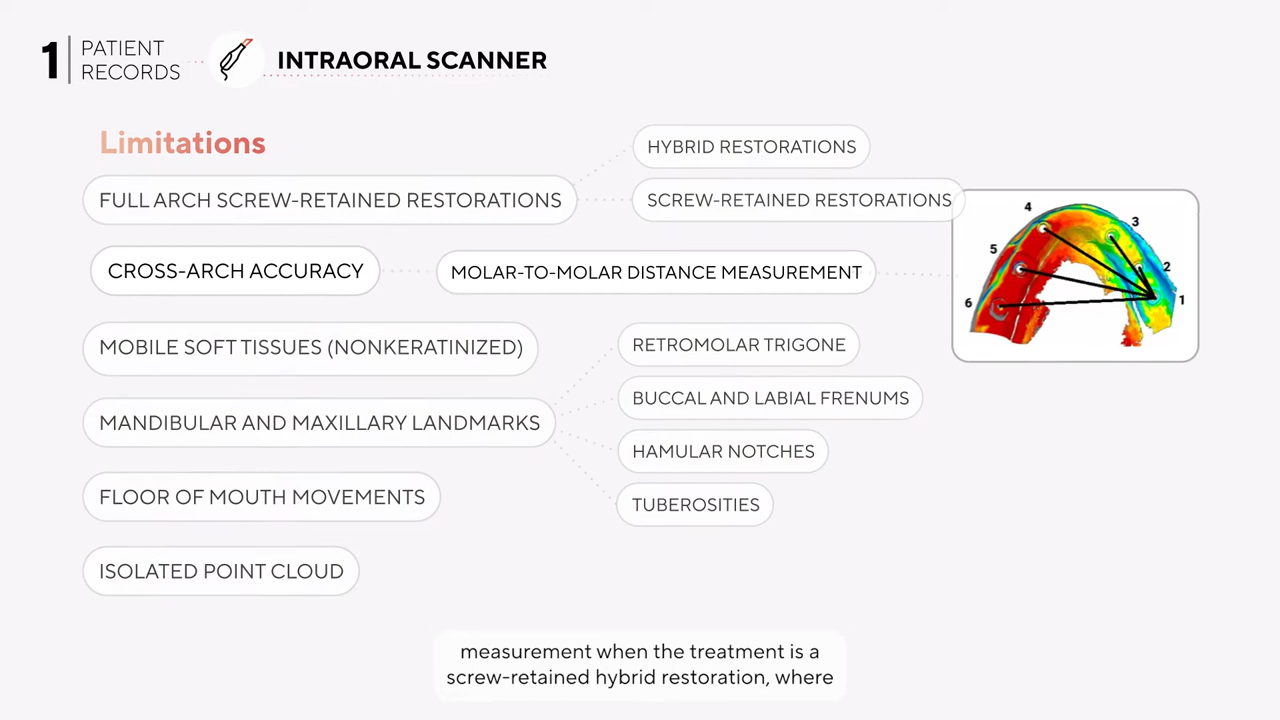 1
PATIENT
RECORDS
INTRAORAL SCANNER
Limitations
FULL ARCH SCREW-RETAINED RESTORATIONS
HYBRID RESTORATIONS
SCREW-RETAINED RESTORATIONS
CROSS-ARCH ACCURACY
MOLAR-TO-MOLAR DISTANCE MEASUREMENT
4
3
5
2
6
1
MOBILE SOFT TISSUES (NONKERATINIZED)
MANDIBULAR AND MAXILLARY LANDMARKS
RETROMOLAR TRIGONE
BUCCAL AND LABIAL FRENUMS
HAMULAR NOTCHES
TUBEROSITIES
FLOOR OF MOUTH MOVEMENTS
ISOLATED POINT CLOUD
measurement when the treatment is a
screw-retained hybrid restoration, where